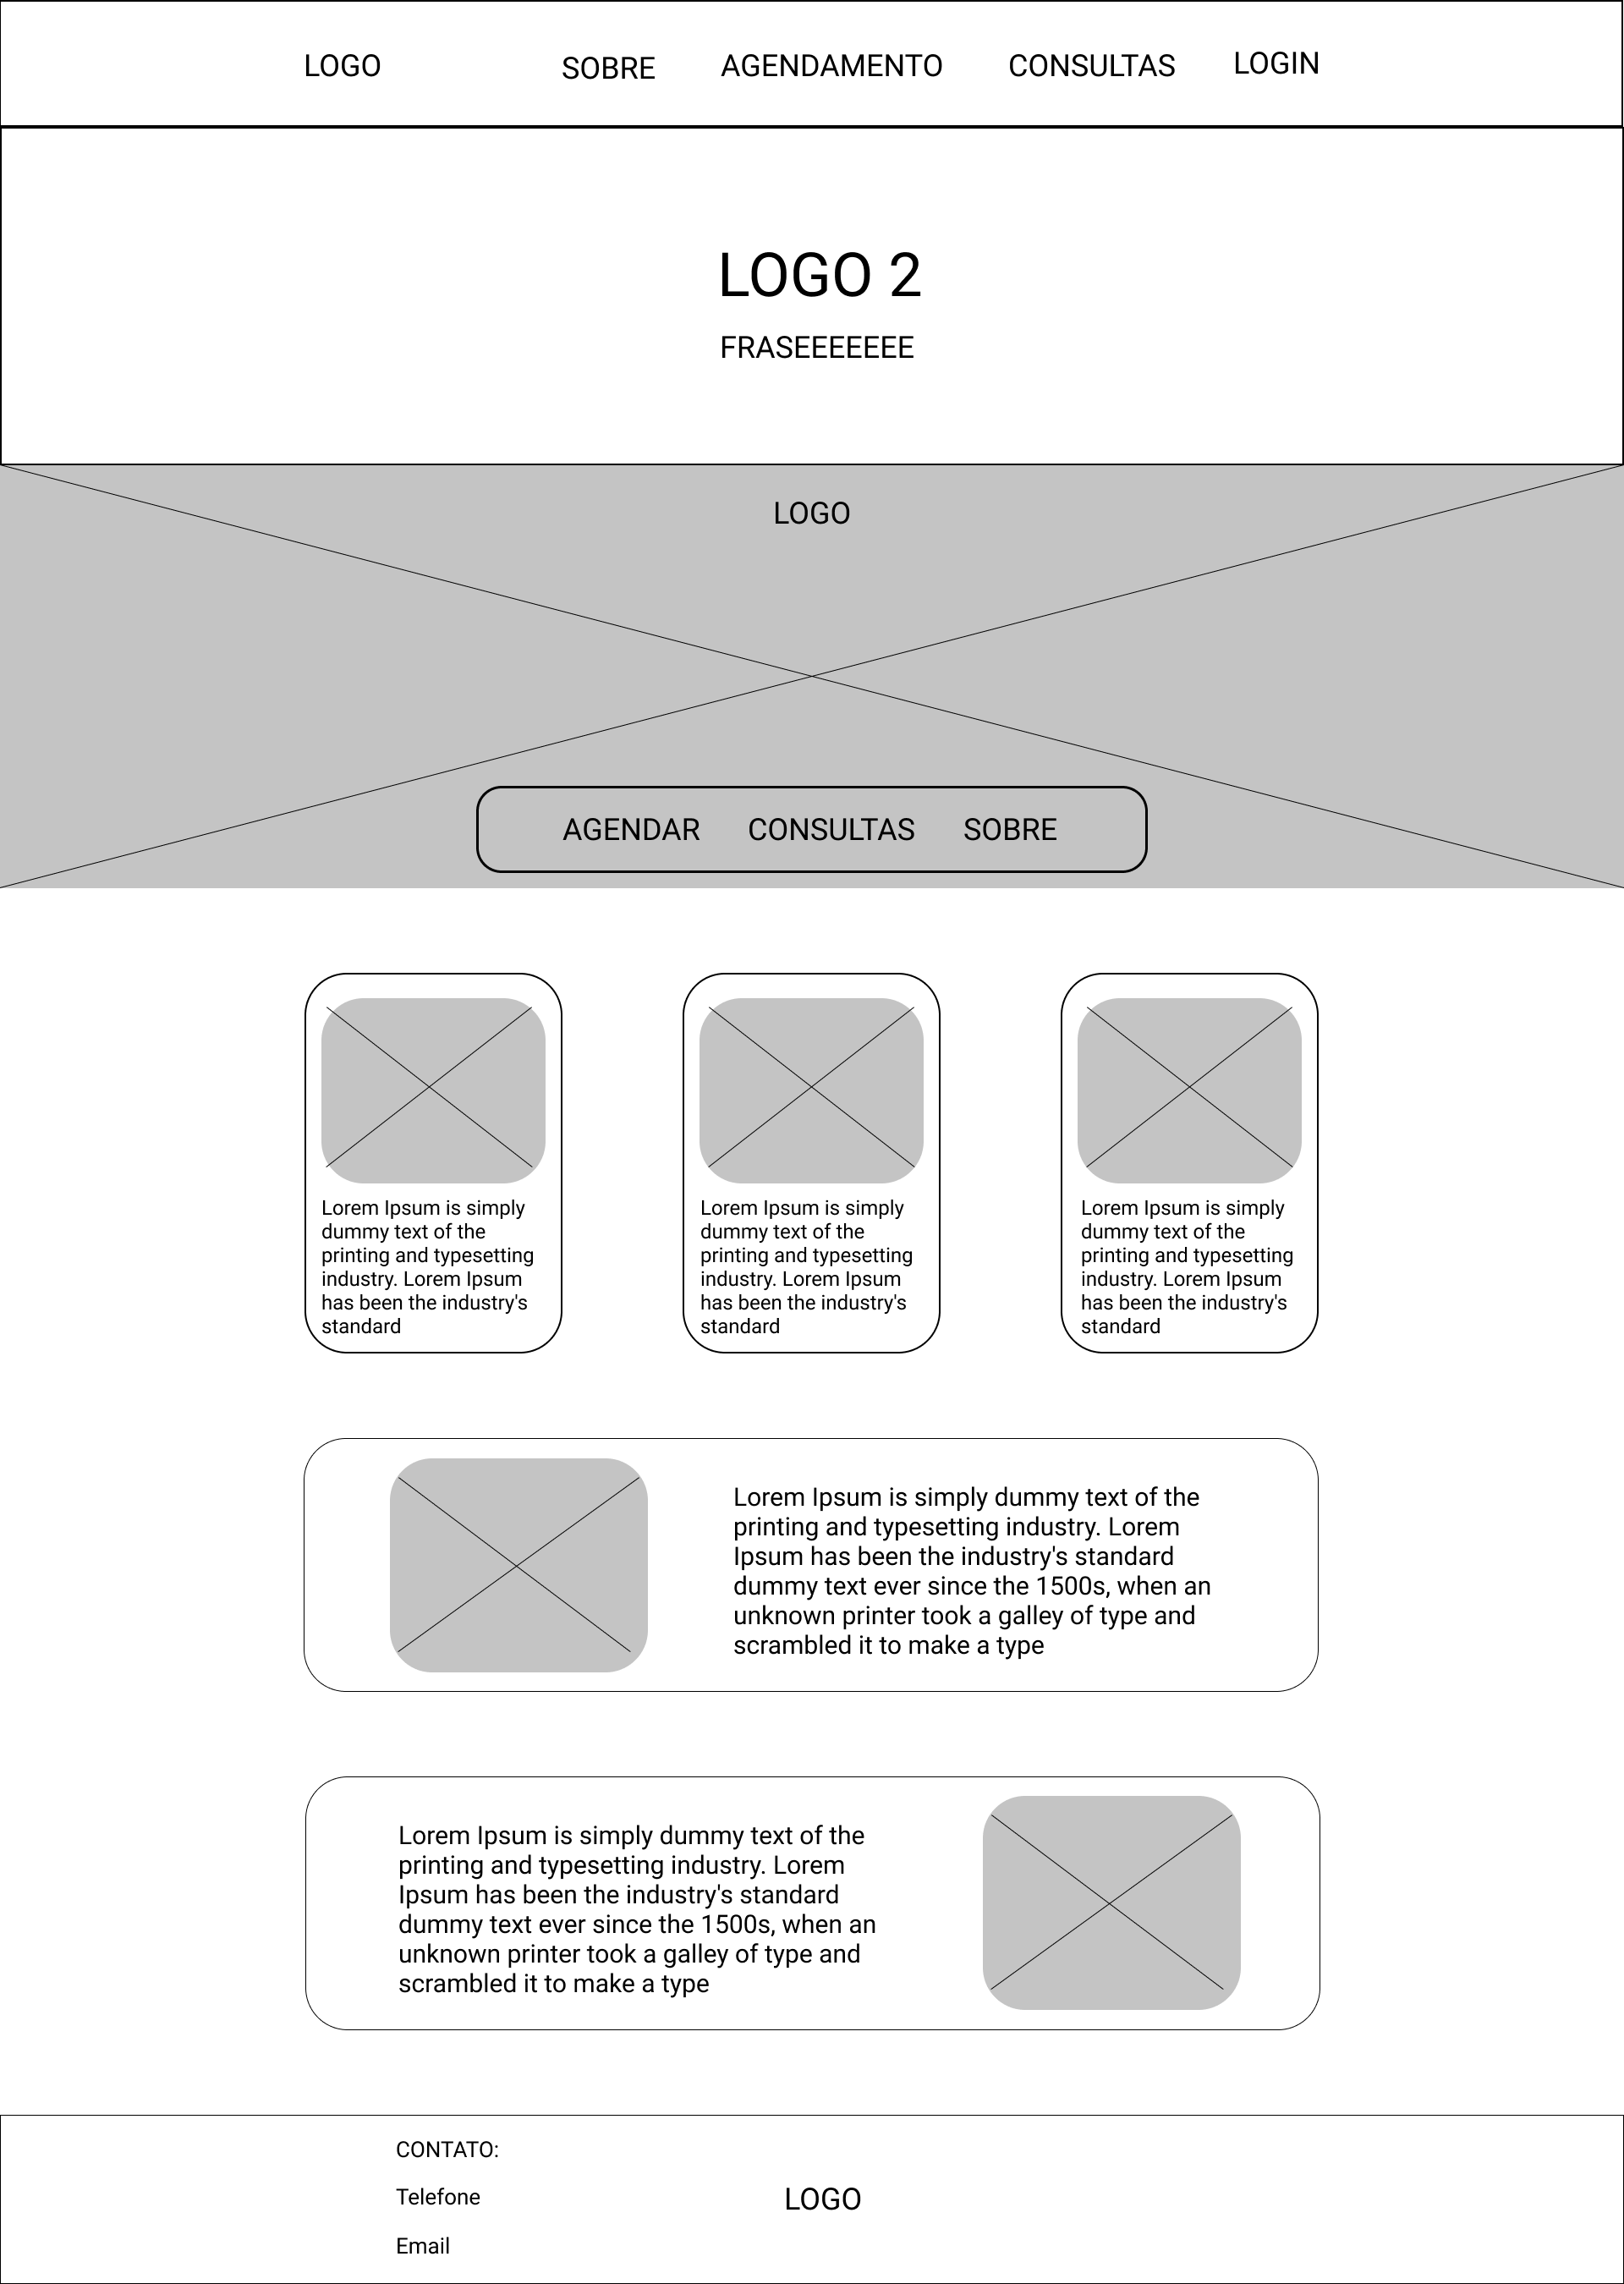 LOGO SOBRE AGENDAMENTO CONSULTAS LOGIN
LOGO 2
FRASEEEEEEE
LOGO
AGENDAR CONSULTAS SOBRE
Lorem Ipsum is simply
dummy text of the
printing and typesetting
industry. Lorem Ipsum
has been the industry's
standard
Lorem Ipsum is simply
dummy text of the
printing and typesetting
industry. Lorem Ipsum
has been the industry's
standard
Lorem Ipsum is simply
dummy text of the
printing and typesetting
industry. Lorem Ipsum
has been the industry's
standard
Lorem Ipsum is simply dummy text of the
printing and typesetting industry. Lorem
Ipsum has been the industry's standard
dummy text ever since the 1500s, when an
unknown printer took a galley of type and
scrambled it to make a type
Lorem Ipsum is simply dummy text of the
printing and typesetting industry. Lorem
Ipsum has been the industry's standard
dummy text ever since the 1500s, when an
unknown printer took a galley of type and
scrambled it to make a type
CONTATO:
Telefone
Email
LOGO